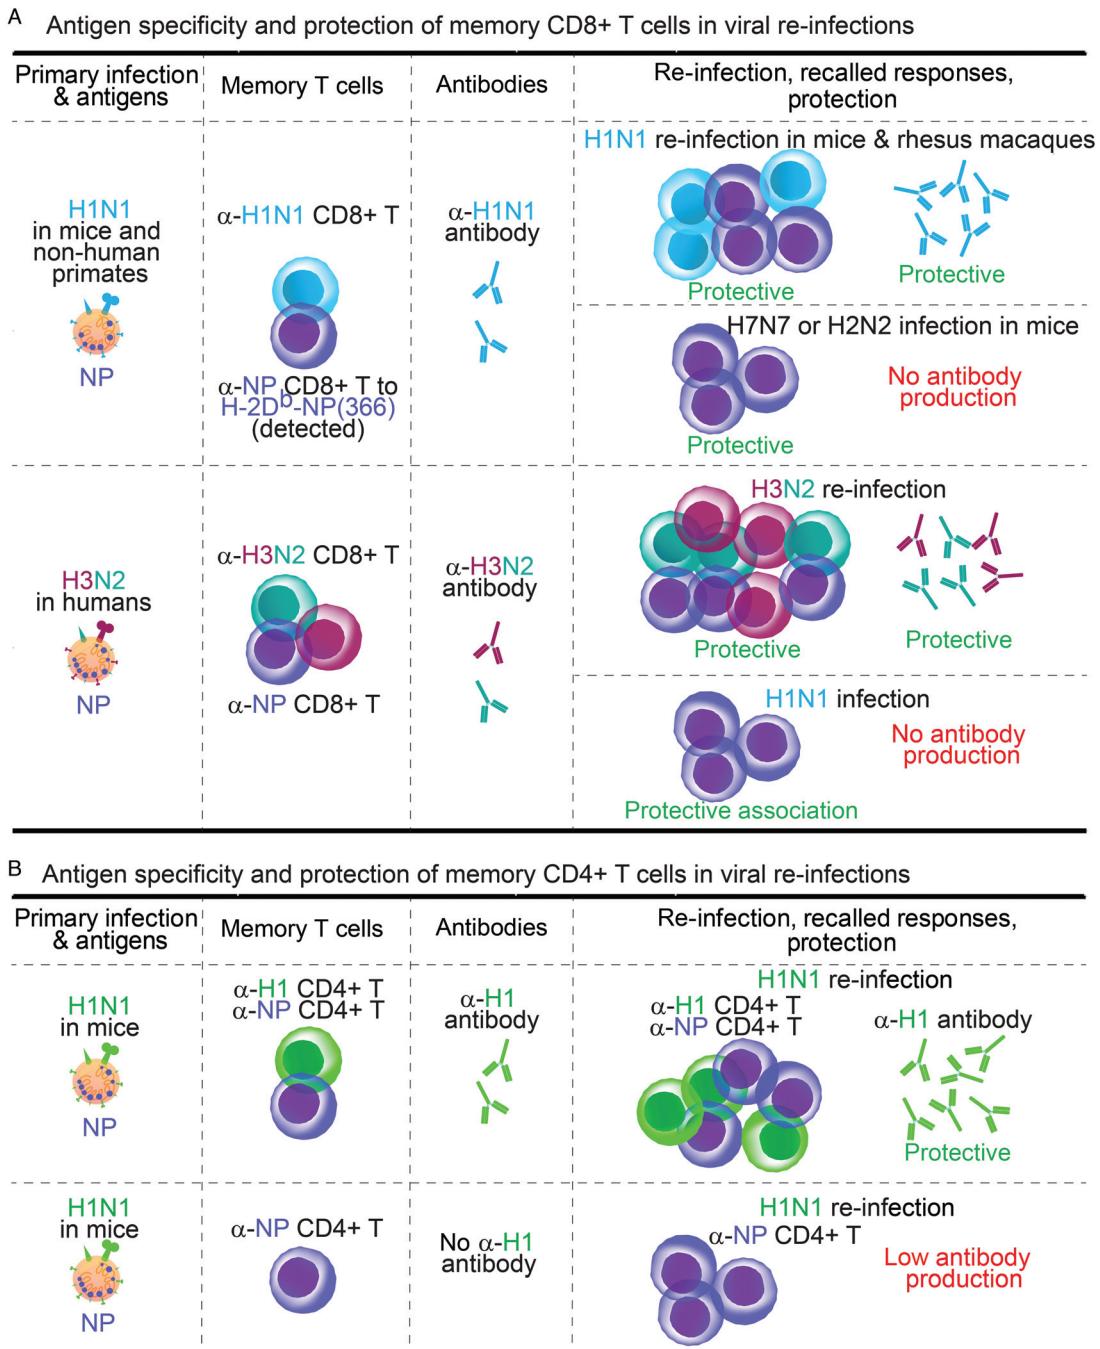 A
Antigen specificity and protection of memory CD8+ T cells in viral re-infections
Primary infection
& antigens
Memory T cells
Antibodies
Re-infection, recalled responses,
protection
H1N1
in mice and
non-human
primates
NP
α-H1N1 CD8+ T
α-NP CD8+ T to
H-2Dᵇ-NP(366)
(detected)
α-H1N1
antibody
H1N1 re-infection in mice & rhesus macaques
Protective
Protective
H7N7 or H2N2 infection in mice
No antibody
production
Protective
H3N2
in humans
NP
α-H3N2 CD8+ T
α-NP CD8+ T
α-H3N2
antibody
H3N2 re-infection
Protective
Protective
H1N1 infection
No antibody
production
Protective association
B
Antigen specificity and protection of memory CD4+ T cells in viral re-infections
Primary infection
& antigens
Memory T cells
Antibodies
Re-infection, recalled responses,
protection
H1N1
in mice
NP
α-H1 CD4+ T
α-NP CD4+ T
α-H1
antibody
H1N1 re-infection
α-H1 CD4+ T
α-NP CD4+ T
α-H1 antibody
Protective
H1N1
in mice
NP
α-NP CD4+ T
No α-H1
antibody
H1N1 re-infection
α-NP CD4+ T
Low antibody
production